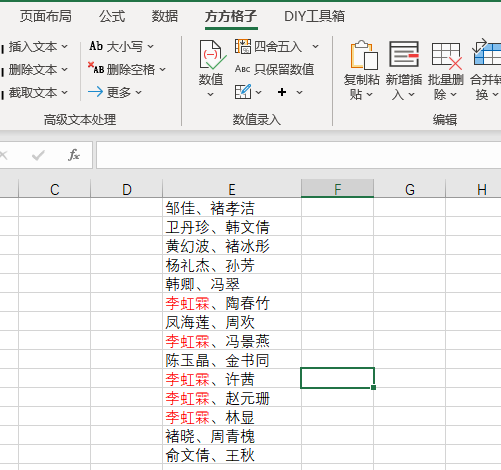 页面布局 公式 数据 方方格子 DIY工具箱
插入文本 Ab 大小写 四舍五入
删除文本 AB 删除空格 ABC 只保留数值
截取文本 更多
数值
复制粘贴 新增插入 批量删除 合并转换
高级文本处理 数值录入 编辑
fx
C D E F G H
邹佳、褚孝洁
卫丹珍、韩文倩
黄幻波、褚冰彤
杨礼杰、孙芳
韩卿、冯翠
李虹霖、陶春竹
凤海莲、周欢
李虹霖、冯景燕
陈玉晶、金书同
李虹霖、许茜
李虹霖、赵元珊
李虹霖、林显
褚晓、周青槐
俞文倩、王秋